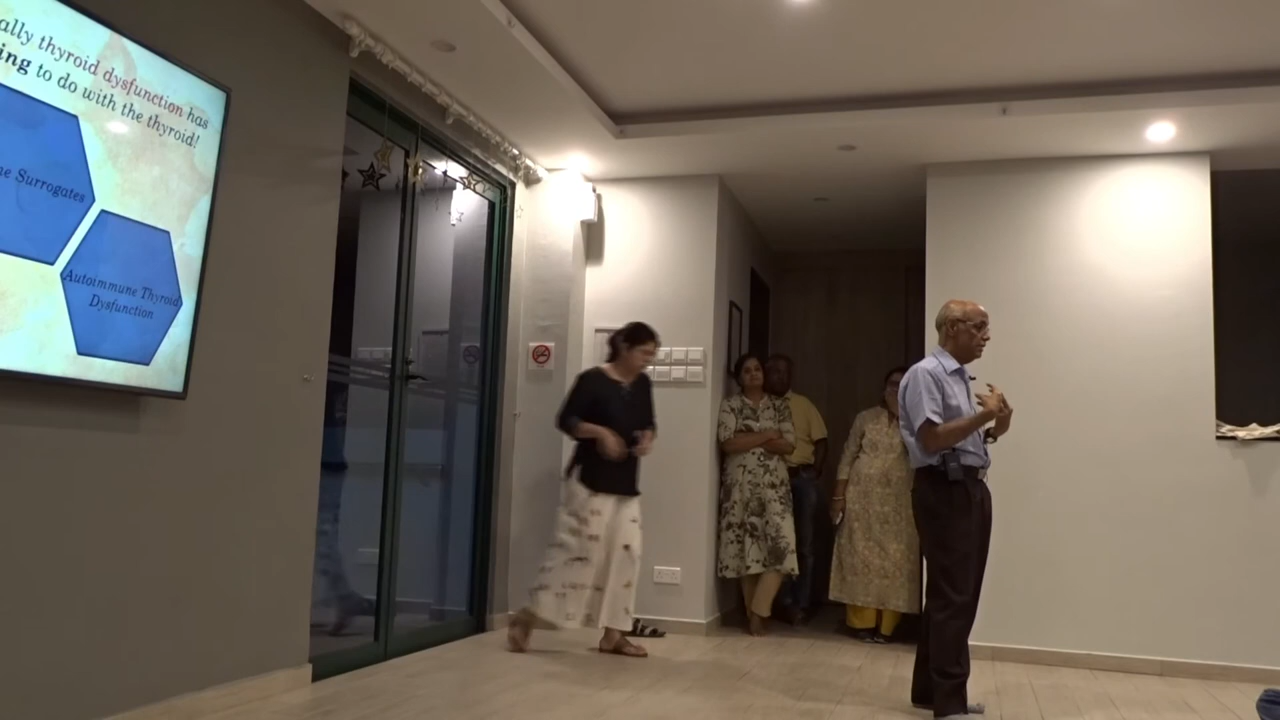 ally thyroid dysfunction has
ing to do with the thyroid!
ne Surrogates
Autoimmune Thyroid
Dysfunction